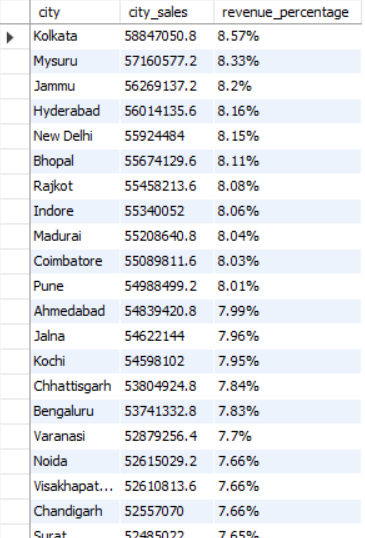 city city_sales revenue_percentage
Kolkata 58847050.8 8.57%
Mysuru 57160577.2 8.33%
Jammu 56269137.2 8.2%
Hyderabad 56014135.6 8.16%
New Delhi 55924484 8.15%
Bhopal 55674129.6 8.11%
Rajkot 55458213.6 8.08%
Indore 55340052 8.06%
Madurai 55208640.8 8.04%
Coimbatore 55089811.6 8.03%
Pune 54988499.2 8.01%
Ahmedabad 54839420.8 7.99%
Jalna 54622144 7.96%
Kochi 54598102 7.95%
Chhattisgarh 53804924.8 7.84%
Bengaluru 53741332.8 7.83%
Varanasi 52879256.4 7.7%
Noida 52615029.2 7.66%
Visakhapat... 52610813.6 7.66%
Chandigarh 52557070 7.66%
Surat 52485022 7.65%